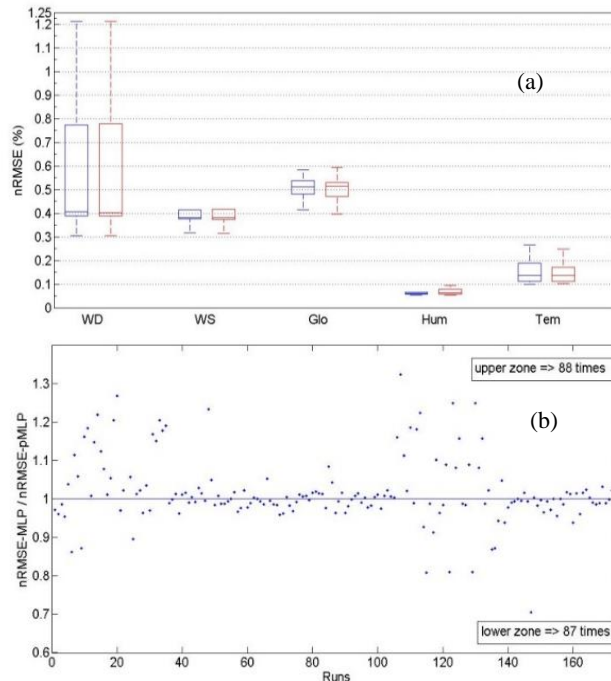 1.25
1.2
1.1
1
0.9
0.8
0.7
0.6
0.5
0.4
0.3
0.2
0.1
0
nRMSE (%)
(a)
WD WS Glo Hum Tem
1.3
1.2
1.1
1
0.9
0.8
0.7
0.6
nRMSE-MLP / nRMSE-pMLP
upper zone => 88 times
(b)
lower zone => 87 times
0 20 40 60 80 100 120 140 160
Runs